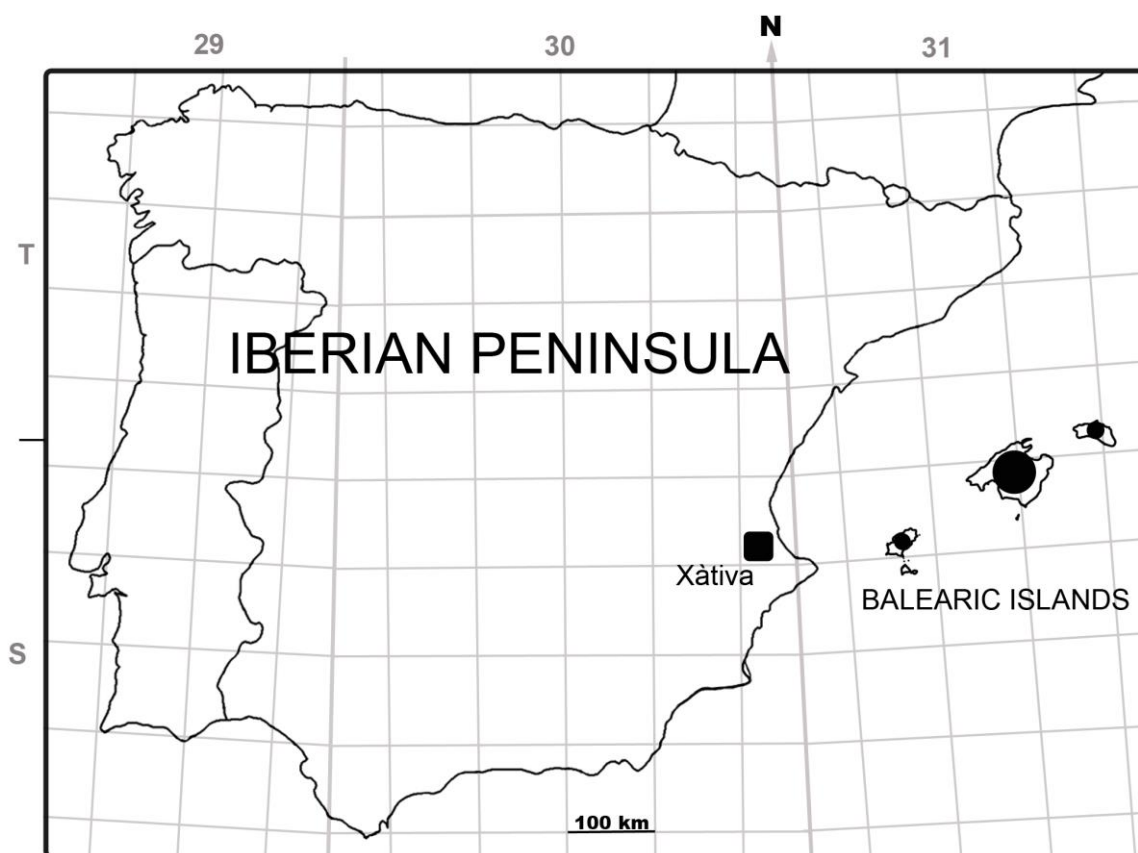 N
29
30
31
T
IBERIAN PENINSULA
Xàtiva
BALEARIC ISLANDS
S
100 km